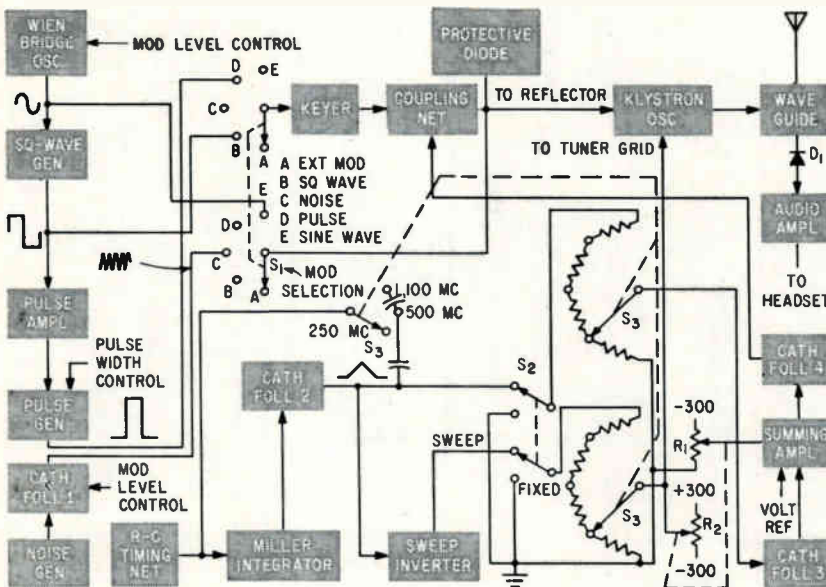 WIEN
BRIDGE
OSC
MOD LEVEL CONTROL
SQ-WAVE
GEN
PULSE
AMPL
PULSE
WIDTH
CONTROL
PULSE
GEN
CATH
FOLL 1
MOD
LEVEL
CONTROL
NOISE
GEN
R-C
TIMING
NET
MILLER
INTEGRATOR
CATH
FOLL 2
SWEEP
INVERTER
D
E
C
B
A
A EXT MOD
B SQ WAVE
C NOISE
D PULSE
E SINE WAVE
E
D
C
B
A
S1
MOD
SELECTION
100 MC
500 MC
250 MC
S3
KEYER
COUPLING
NET
PROTECTIVE
DIODE
TO REFLECTOR
KLYSTRON
OSC
TO TUNER GRID
WAVE
GUIDE
D1
AUDIO
AMPL
TO
HEADSET
S2
SWEEP
FIXED
S3
S3
CATH
FOLL 4
-300
R1
SUMMING
AMPL
+300
R2
-300
VOLT
REF
CATH
FOLL 3